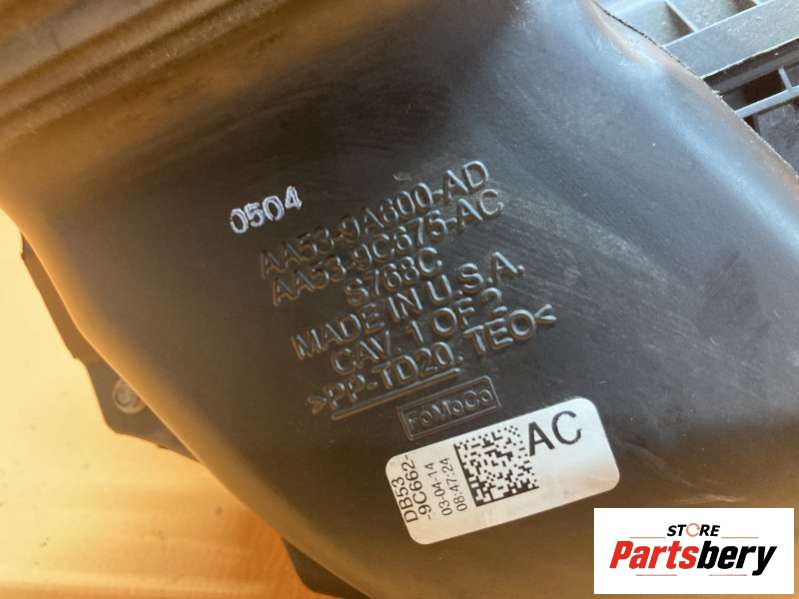 0504
AA53-9A600-AD
AA53-9C675-AC
S768C
MADE IN U.S.A.
CAV. 1 OF 2
>PP-TD20, TEO<
FoMoCo
DB53
-9C662-
03-04-14
08:47:24
AC
STORE
Partsbery